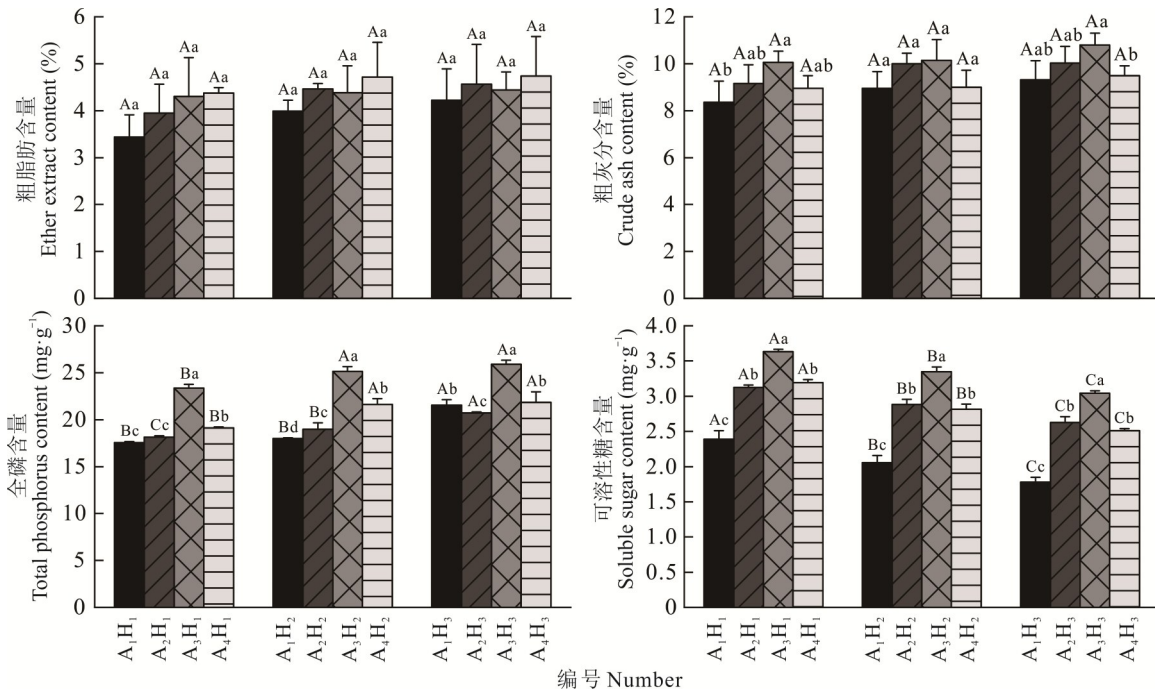 粗脂肪含量
Ether extract content (%)
6
5
4
3
2
1
0
Aa Aa Aa Aa Aa Aa Aa Aa Aa Aa Aa Aa
粗灰分含量
Crude ash content (%)
12
10
8
6
4
2
0
Ab Aab Aa Aab Aa Aa Aa Aa Aab Aab Aa Ab
全磷含量
Total phosphorus content (mg·g⁻¹)
30
25
20
15
10
5
0
Bc Cc Ba Bb Bd Bc Aa Ab Ab Ac Aa Ab
A₁H₁ A₂H₁ A₃H₁ A₄H₁ A₁H₂ A₂H₂ A₃H₂ A₄H₂ A₁H₃ A₂H₃ A₃H₃ A₄H₃
可溶性糖含量
Soluble sugar content (mg·g⁻¹)
4.0
3.5
3.0
2.5
2.0
1.5
1.0
0.5
0
Ac Ab Aa Ab Bc Bb Ba Bb Cc Cb Ca Cb
A₁H₁ A₂H₁ A₃H₁ A₄H₁ A₁H₂ A₂H₂ A₃H₂ A₄H₂ A₁H₃ A₂H₃ A₃H₃ A₄H₃
编号 Number